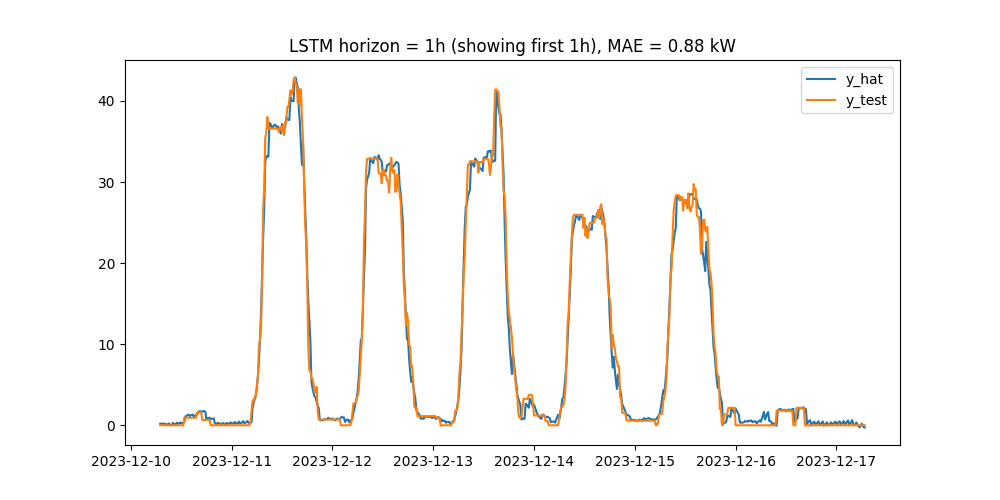 LSTM horizon = 1h (showing first 1h), MAE = 0.88 kW
y_hat
y_test
40
30
20
10
0
2023-12-10 2023-12-11 2023-12-12 2023-12-13 2023-12-14 2023-12-15 2023-12-16 2023-12-17